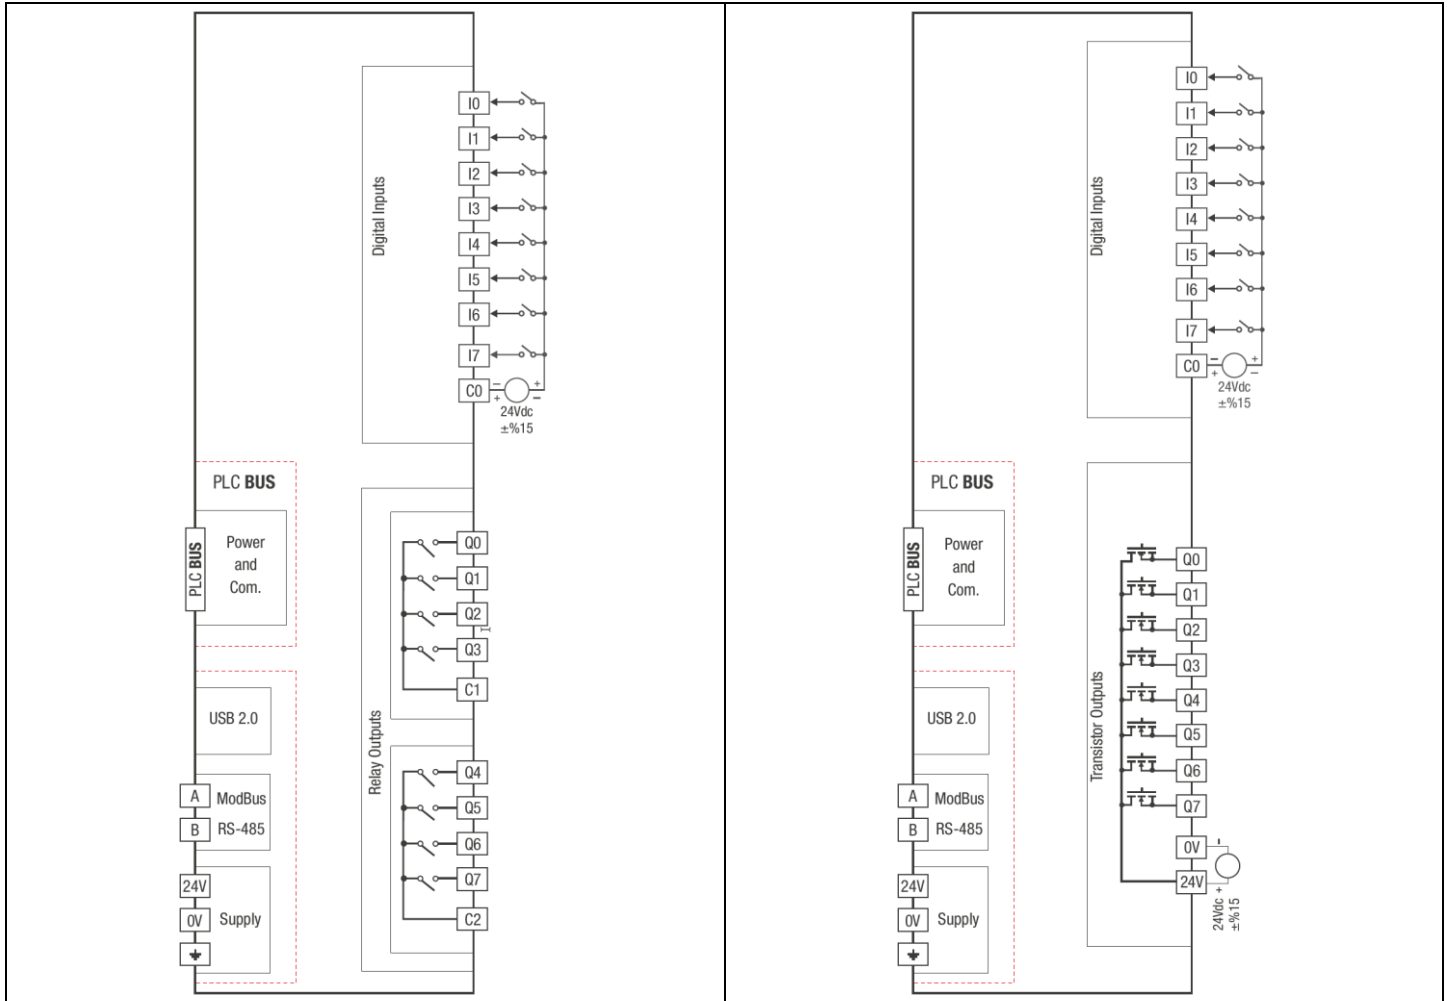 I0
I1
I2
I3
I4
I5
I6
I7
C0
− +
+ −
24Vdc
±%15
Digital Inputs
PLC BUS
PLC BUS
Power
and
Com.
Q0
Q1
Q2
Q3
C1
Relay Outputs
USB 2.0
A
ModBus
B
RS-485
24V
0V
Supply
Q4
Q5
Q6
Q7
C2
I0
I1
I2
I3
I4
I5
I6
I7
C0
− +
+ −
24Vdc
±%15
Digital Inputs
PLC BUS
PLC BUS
Power
and
Com.
Q0
Q1
Q2
Q3
Q4
Q5
Q6
Q7
Transistor Outputs
USB 2.0
A
ModBus
B
RS-485
24V
0V
Supply
0V
-
24V
+
24Vdc
±%15